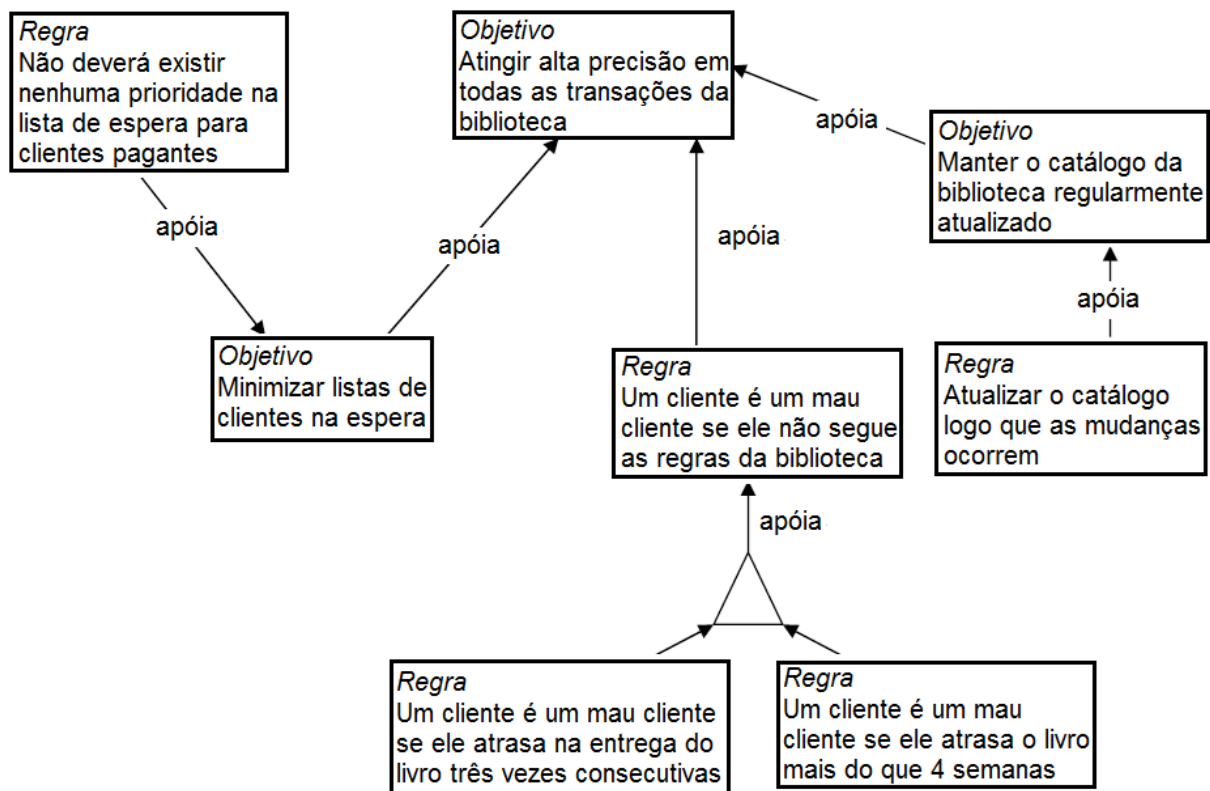 Regra
Não deverá existir
nenhuma prioridade na
lista de espera para
clientes pagantes
Objetivo
Atingir alta precisão em
todas as transações da
biblioteca
apóia
Objetivo
Manter o catálogo da
biblioteca regularmente
atualizado
apóia
apóia
apóia
apóia
Objetivo
Minimizar listas de
clientes na espera
Regra
Um cliente é um mau
cliente se ele não segue
as regras da biblioteca
Regra
Atualizar o catálogo
logo que as mudanças
ocorrem
apóia
Regra
Um cliente é um mau cliente
se ele atrasa na entrega do
livro três vezes consecutivas
Regra
Um cliente é um mau
cliente se ele atrasa o livro
mais do que 4 semanas